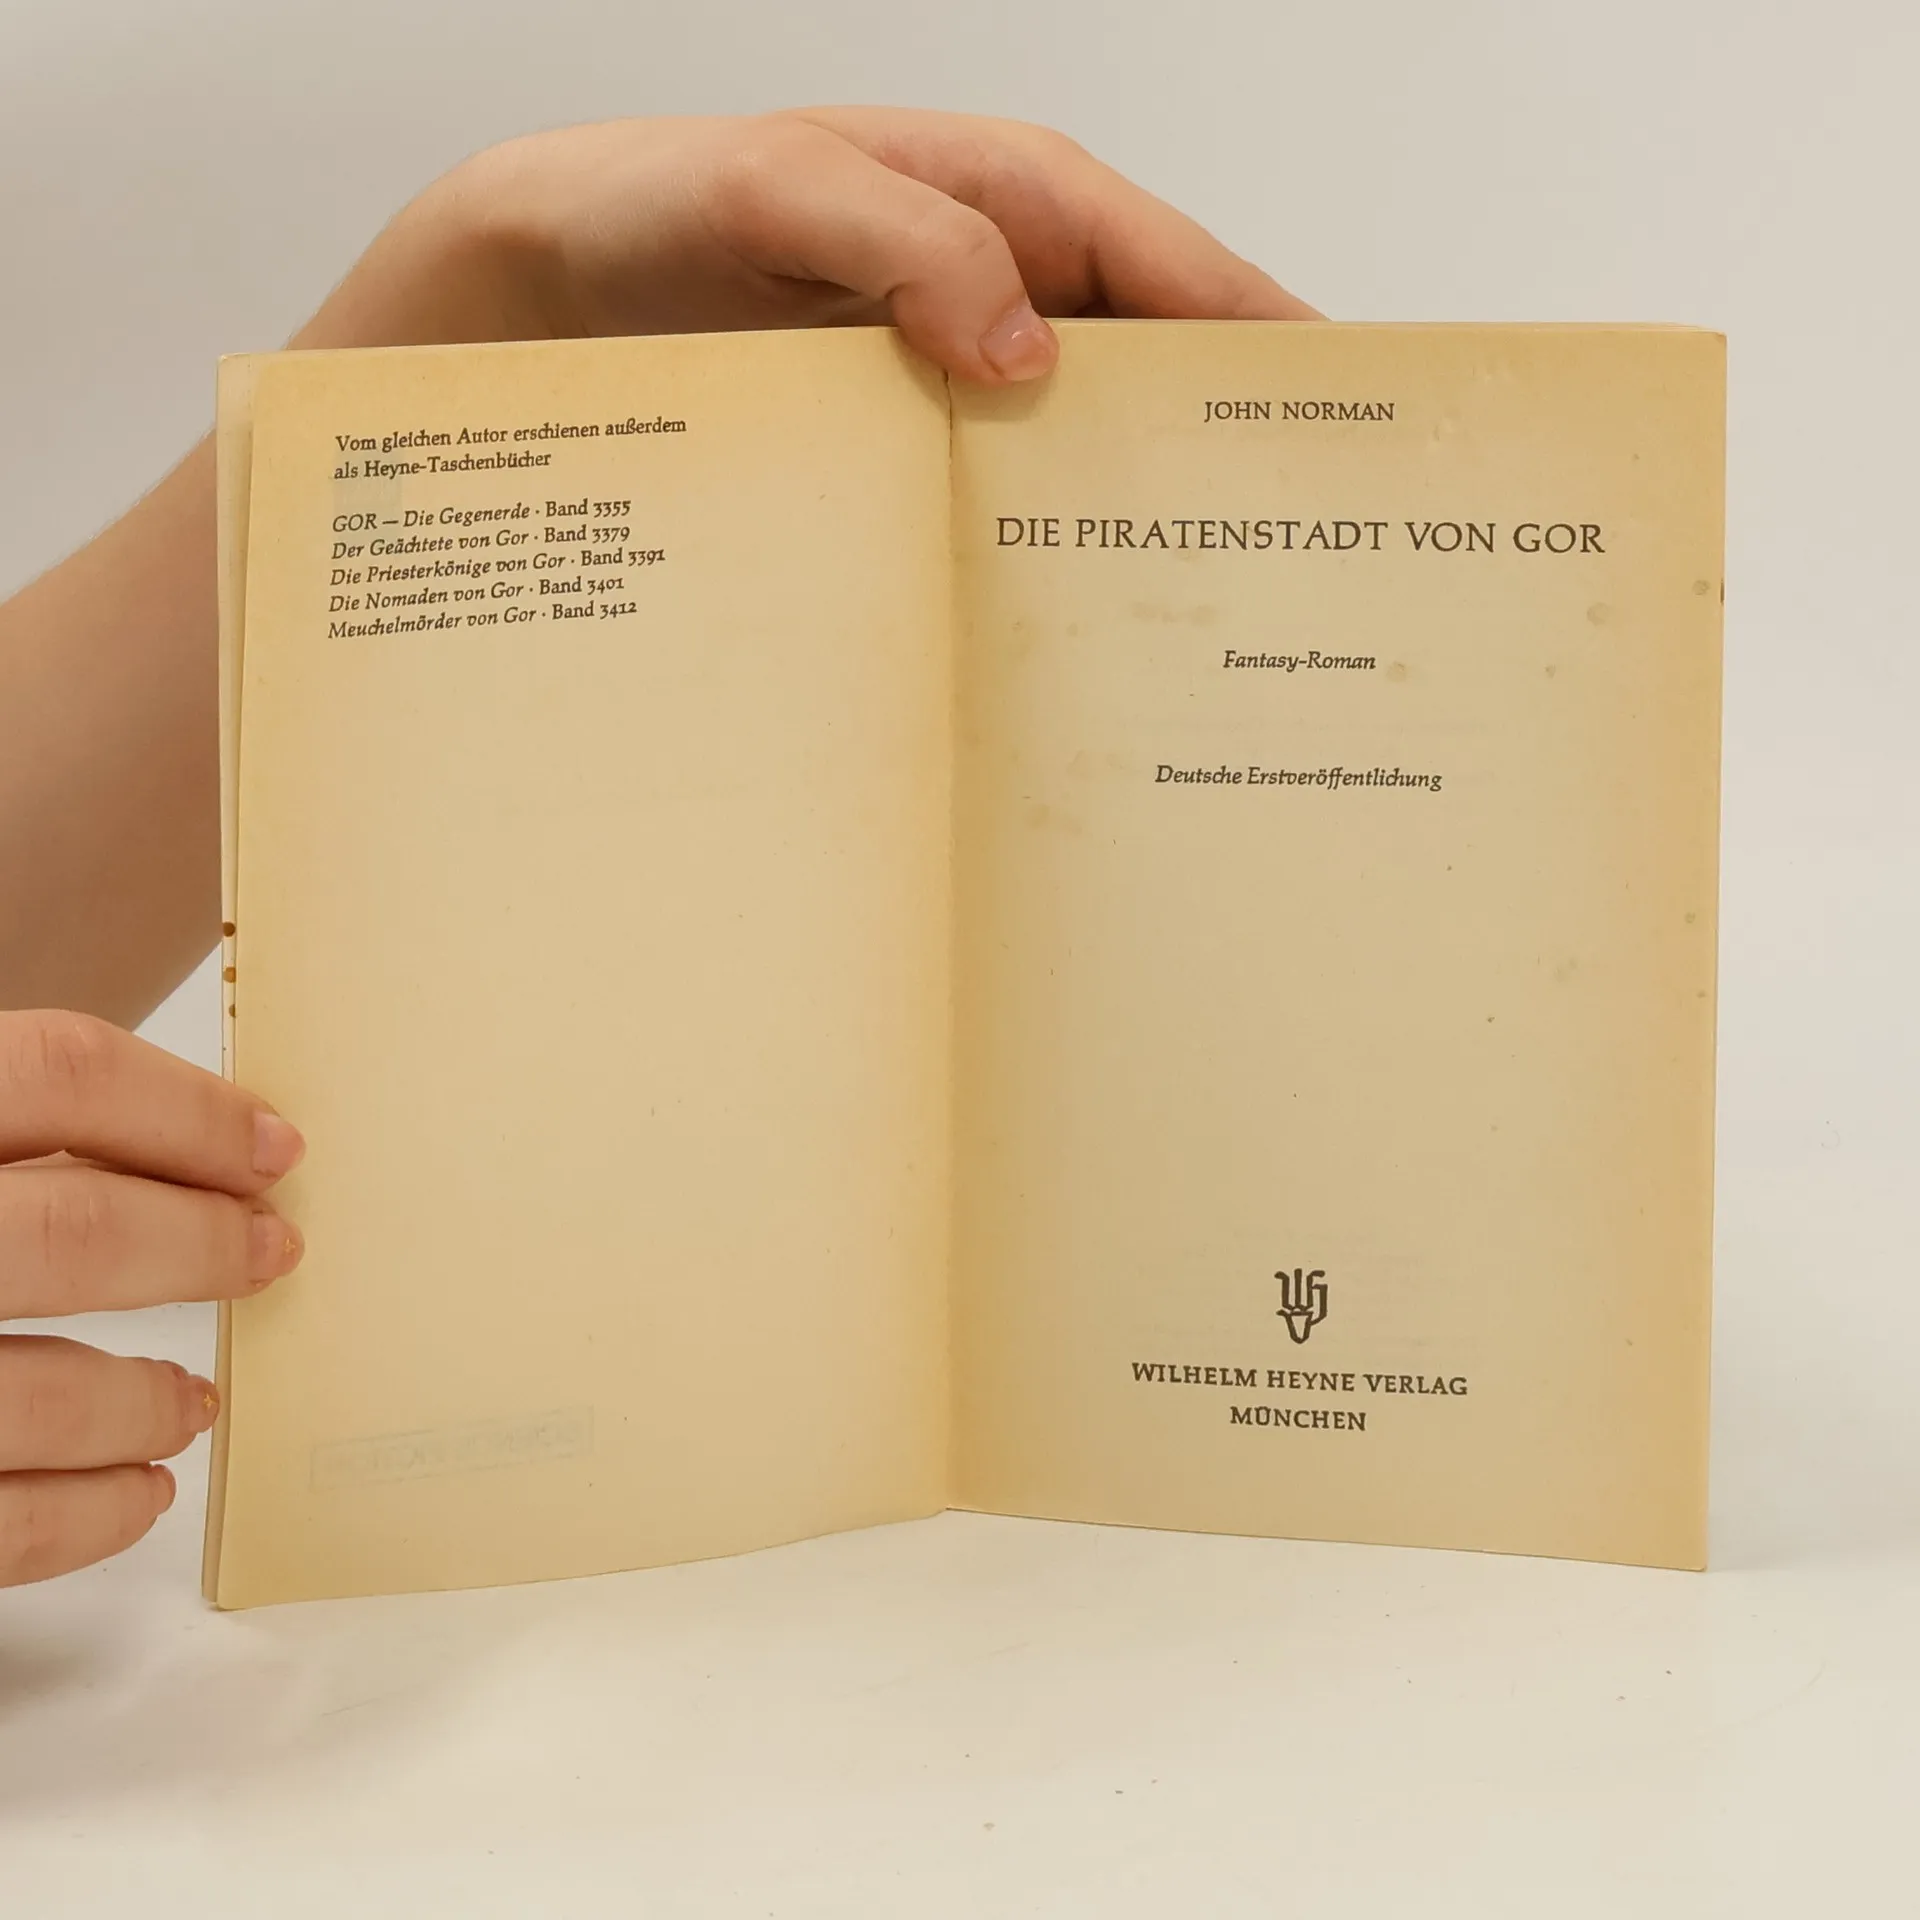 Vom gleichen Autor erschienen außerdem
als Heyne-Taschenbücher
GOR — Die Gegenerde · Band 3355
Der Geächtete von Gor · Band 3379
Die Priesterkönige von Gor · Band 3391
Die Nomaden von Gor · Band 3401
Meuchelmörder von Gor · Band 3412
JOHN NORMAN
DIE PIRATENSTADT VON GOR
Fantasy-Roman
Deutsche Erstveröffentlichung
WILHELM HEYNE VERLAG
MÜNCHEN